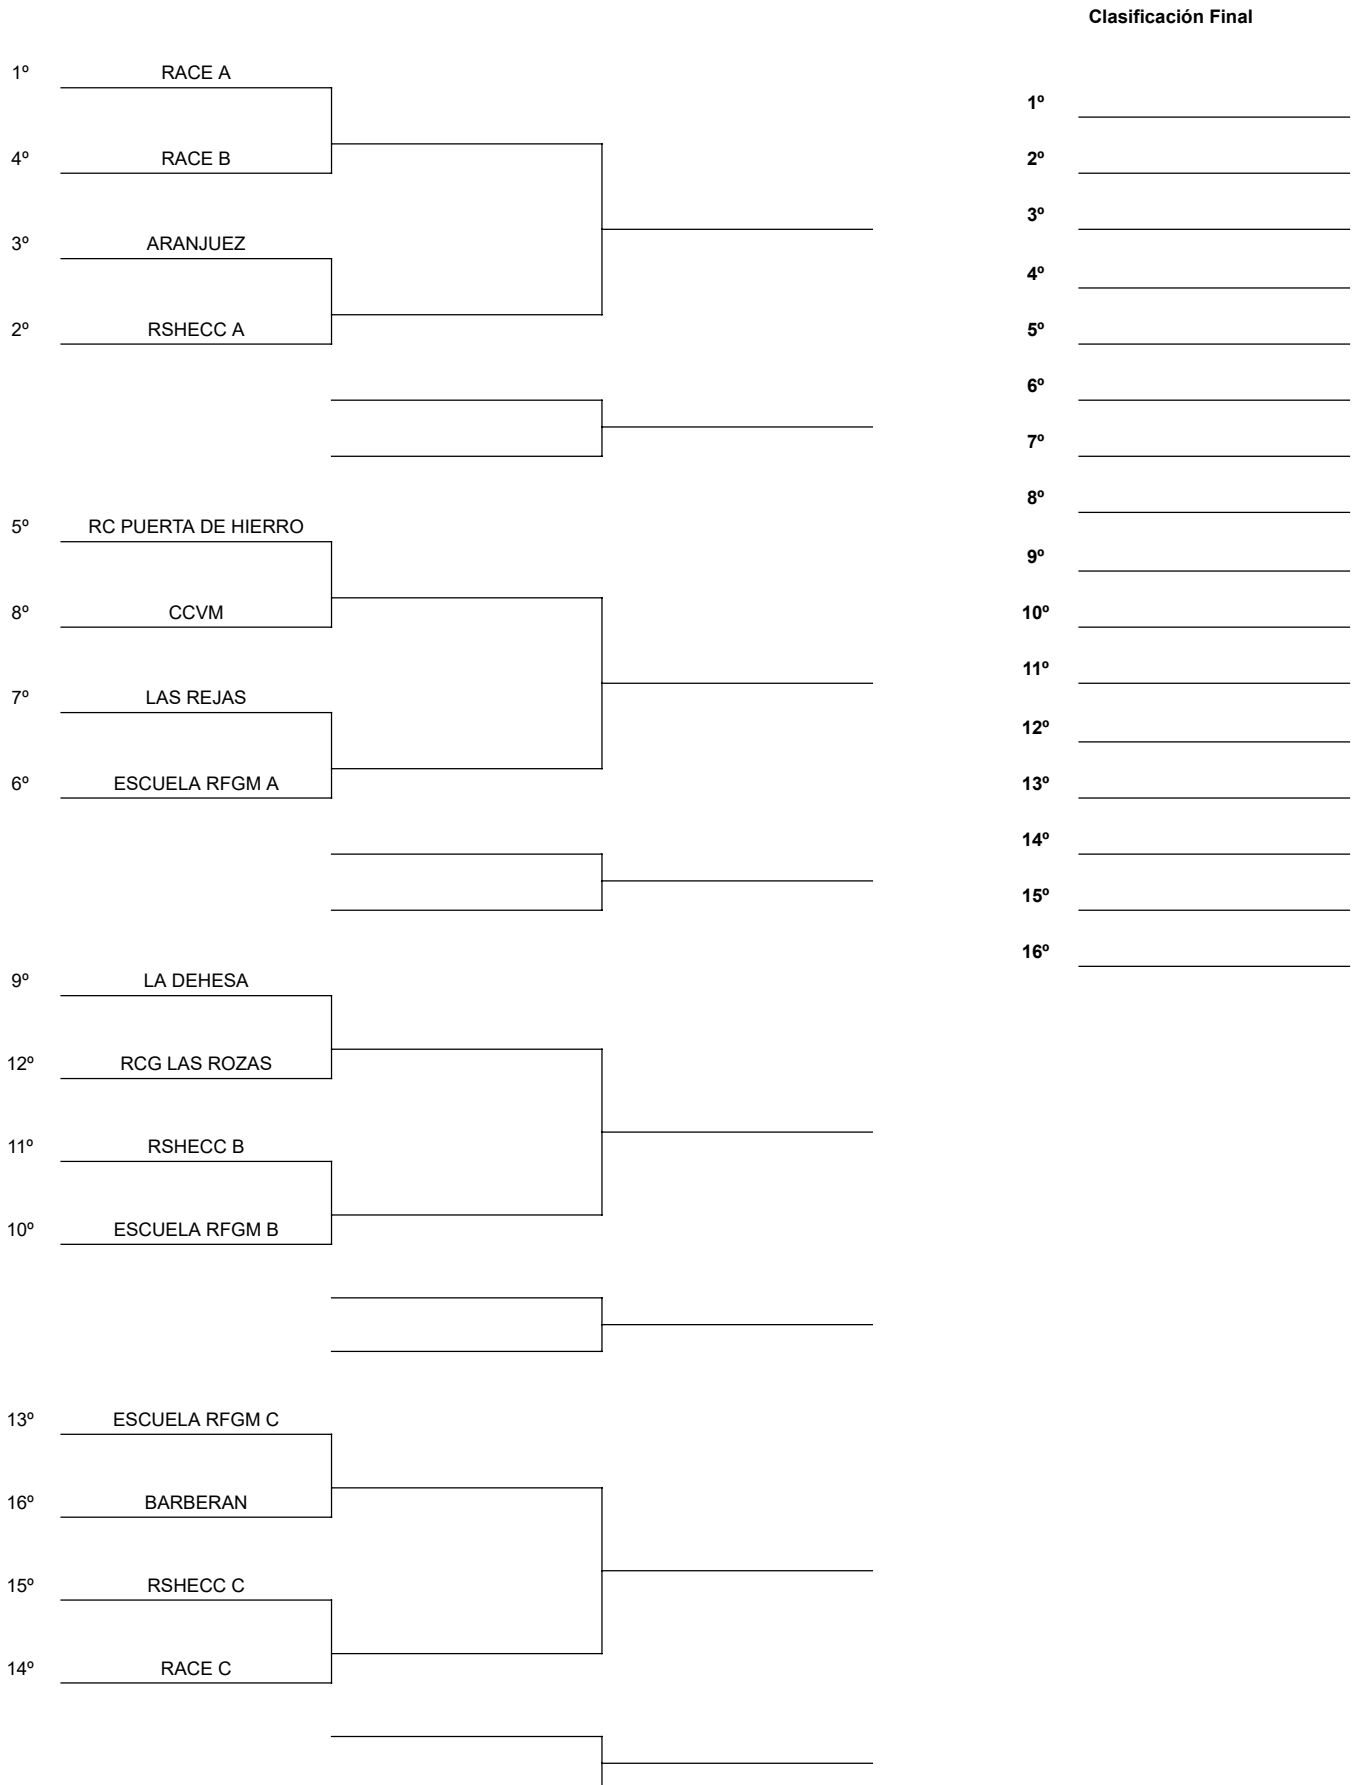 Clasificación Final
1º RACE A
4º RACE B
3º ARANJUEZ
2º RSHECC A
5º RC PUERTA DE HIERRO
8º CCVM
7º LAS REJAS
6º ESCUELA RFGM A
9º LA DEHESA
12º RCG LAS ROZAS
11º RSHECC B
10º ESCUELA RFGM B
13º ESCUELA RFGM C
16º BARBERAN
15º RSHECC C
14º RACE C
1º
2º
3º
4º
5º
6º
7º
8º
9º
10º
11º
12º
13º
14º
15º
16º